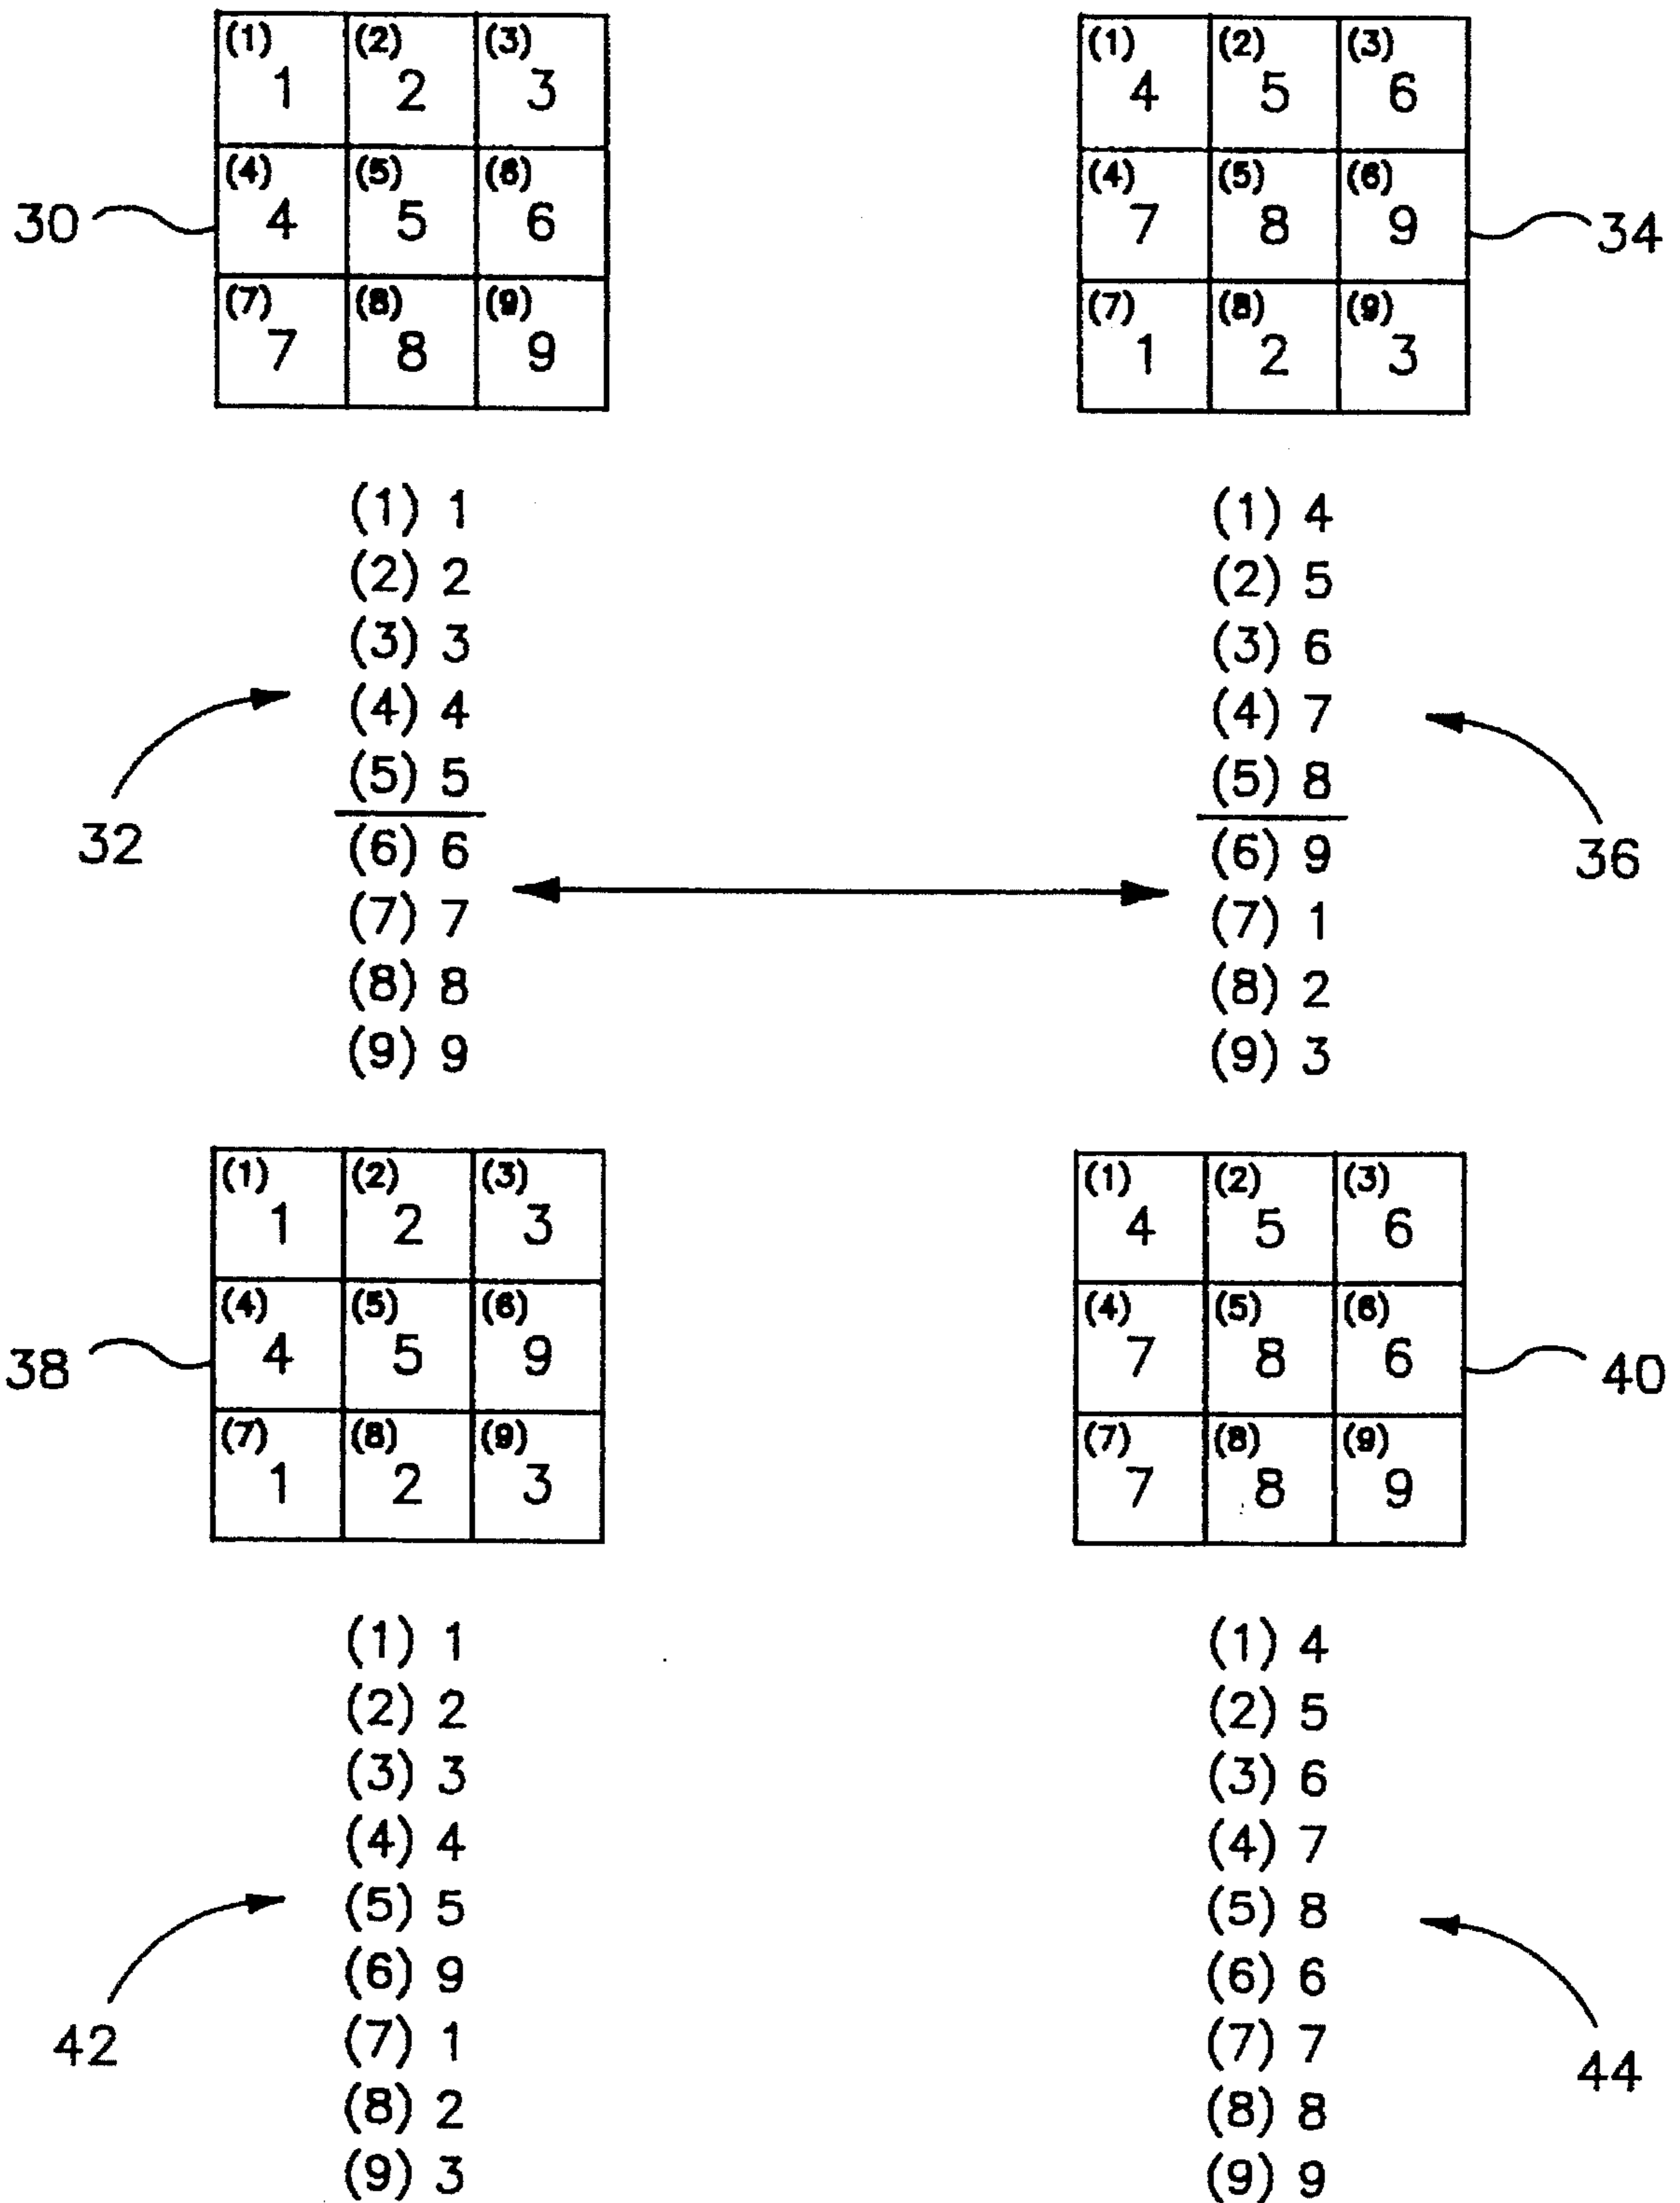 (1) (2) (3) (1) (2) (3)
1 2 3 4 5 6
(4) (5) (6) (4) (5) (6)
30 4 5 6 7 8 9 34
(7) (8) (9) (7) (8) (9)
7 8 9 1 2 3
(1) 1 (1) 4
(2) 2 (2) 5
(3) 3 (3) 6
(4) 4 (4) 7
(5) 5 (5) 8
32 (6) 6 (6) 9 36
(7) 7 (7) 1
(8) 8 (8) 2
(9) 9 (9) 3
(1) (2) (3) (1) (2) (3)
1 2 3 4 5 6
(4) (5) (6) (4) (5) (6)
38 4 5 9 7 8 6 40
(7) (8) (9) (7) (8) (9)
1 2 3 7 8 9
(1) 1 (1) 4
(2) 2 (2) 5
(3) 3 (3) 6
(4) 4 (4) 7
(5) 5 (5) 8
(6) 9 (6) 6
42 (7) 1 (7) 7 44
(8) 2 (8) 8
(9) 3 (9) 9